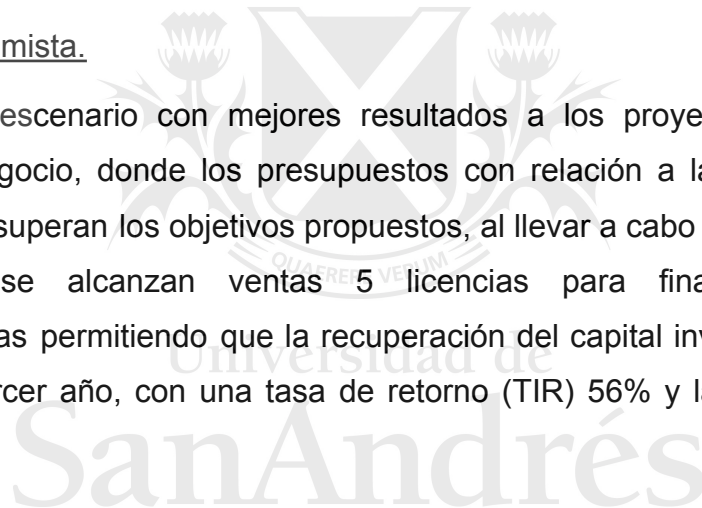 mista.
escenario con mejores resultados a los proye
gocio, donde los presupuestos con relación a la
superan los objetivos propuestos, al llevar a cabo
QUAERERE VERUM
se alcanzan ventas 5 licencias para fina
as permitiendo que la recuperación del capital inv
Universidad de
rcer año, con una tasa de retorno (TIR) 56% y la
SanAndrés